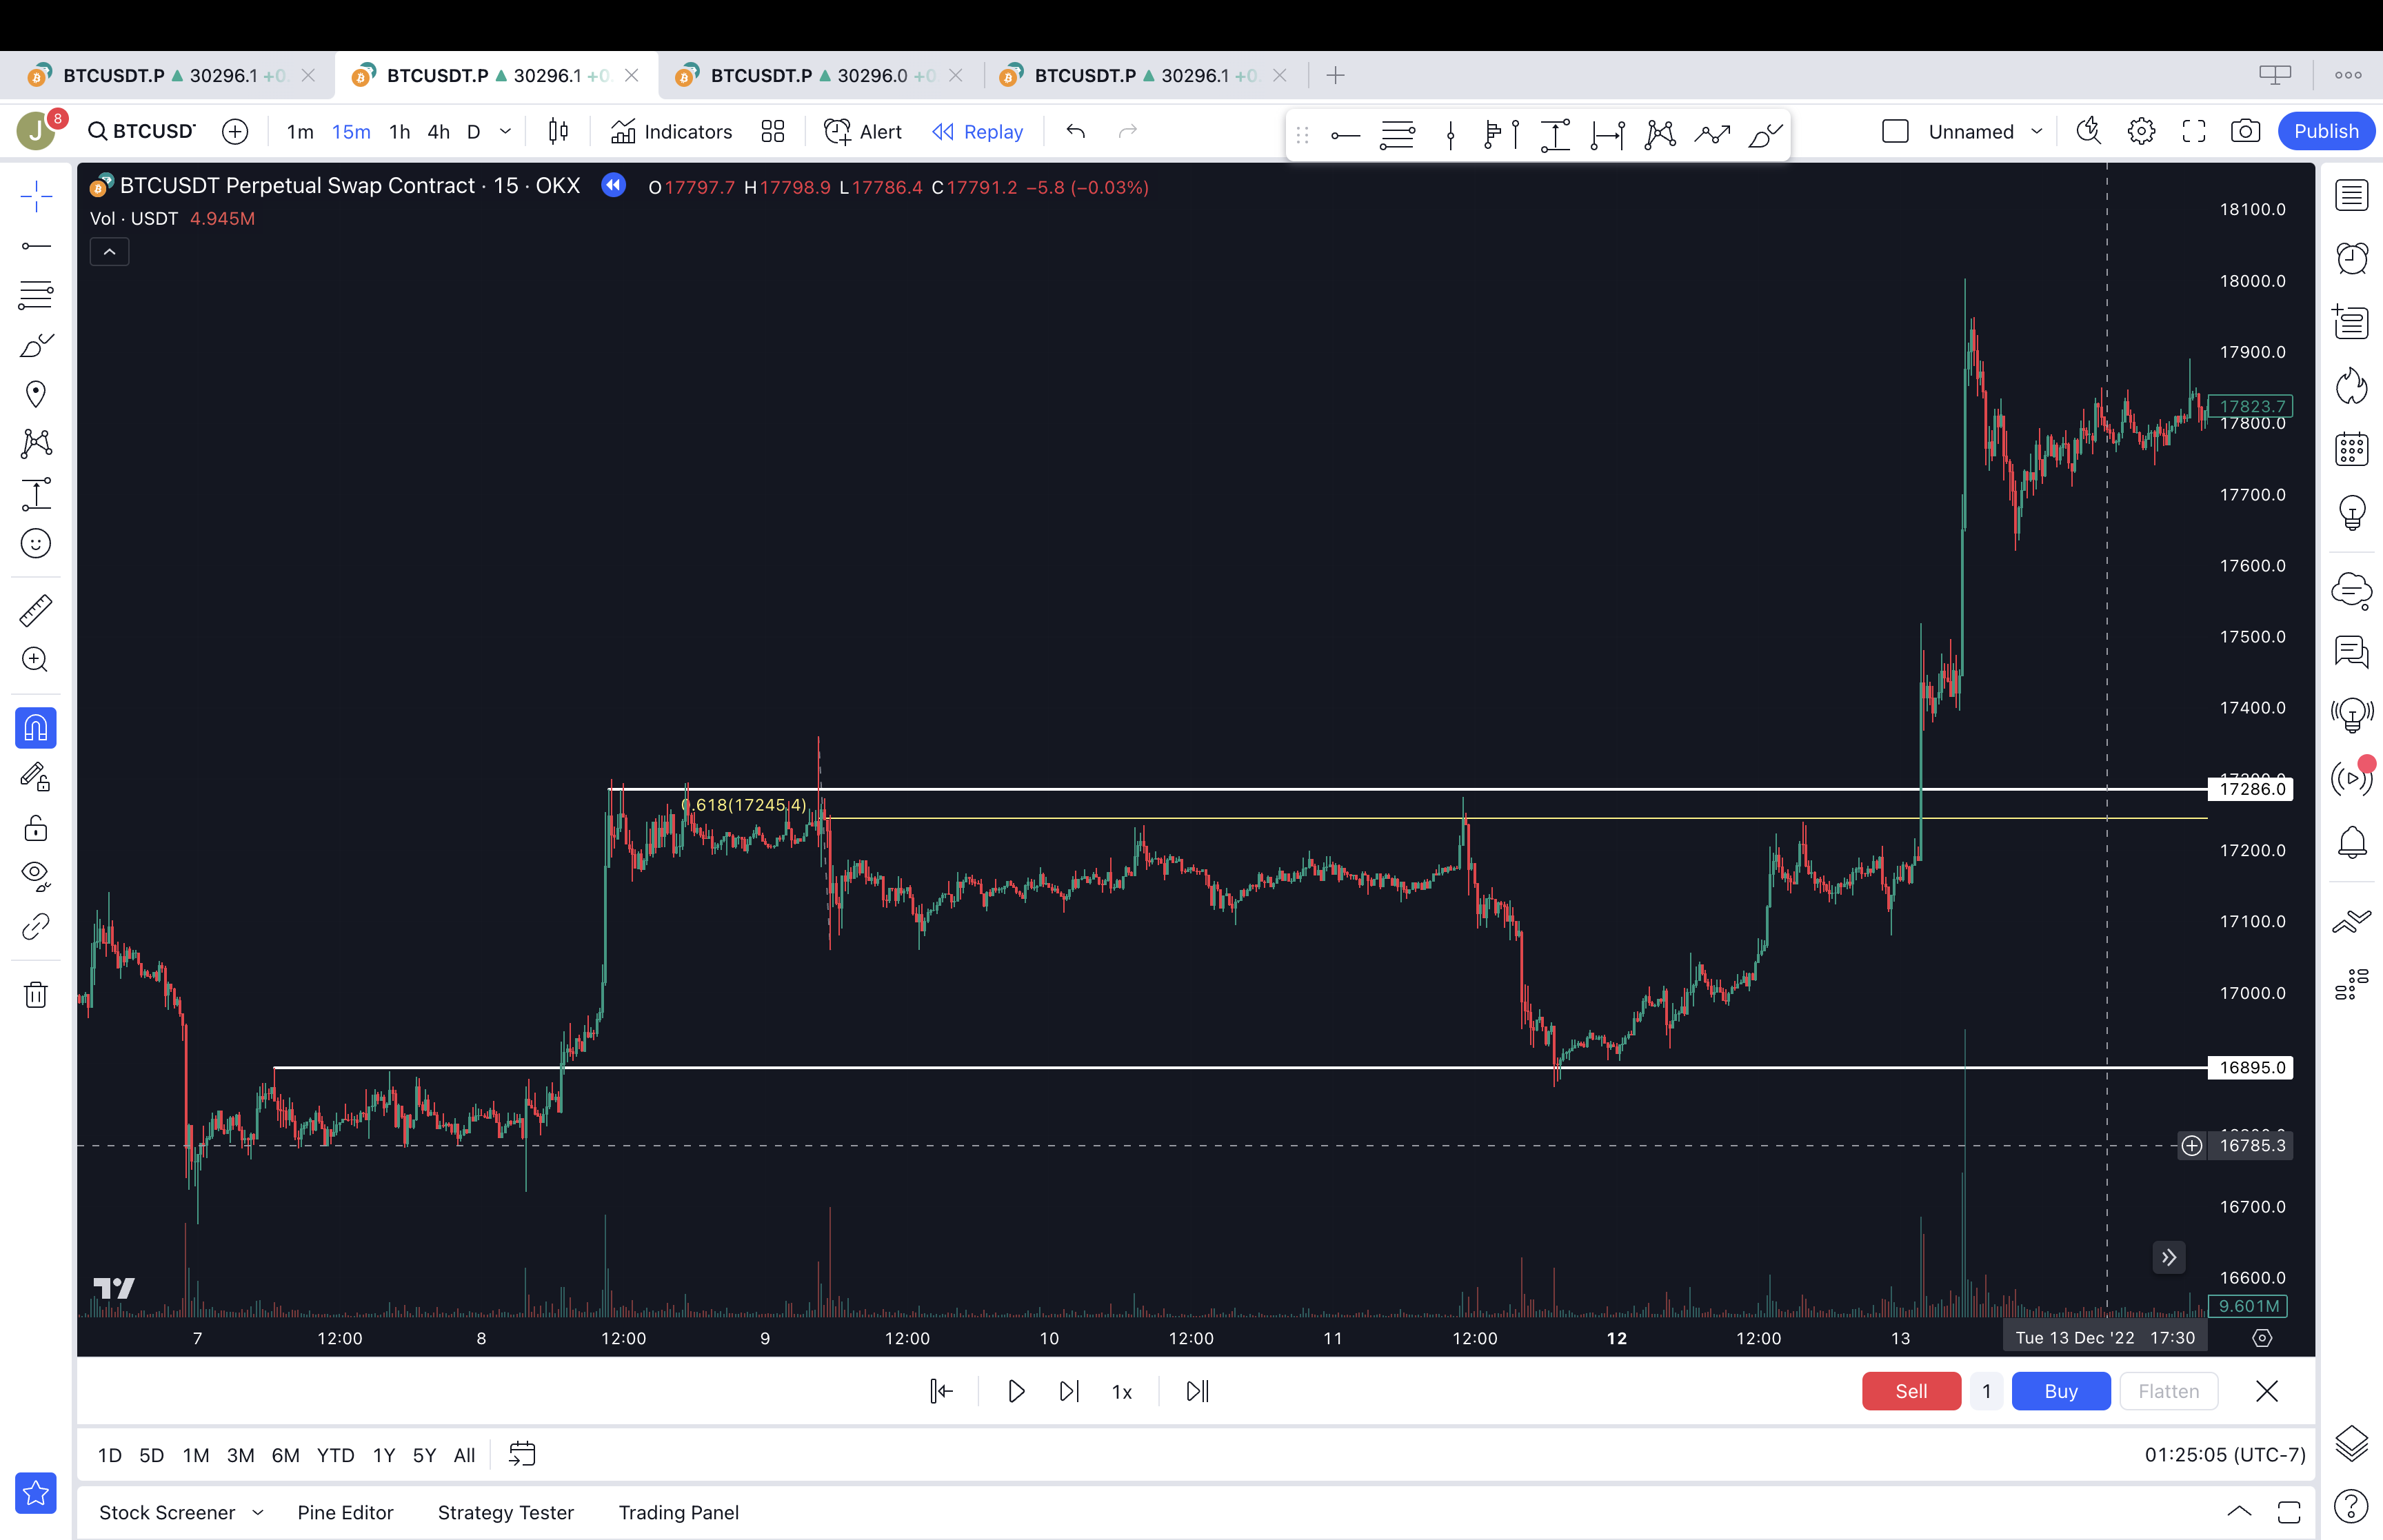 BTCUSDT.P ▲ 30296.1 +0. BTCUSDT.P ▲ 30296.1 +0. BTCUSDT.P ▲ 30296.0 +0 BTCUSDT.P ▲ 30296.1 +0.
J 8 BTCUSD 1m 15m 1h 4h D Indicators Alert Replay Unnamed Publish
BTCUSDT Perpetual Swap Contract · 15 · OKX O17797.7 H17798.9 L17786.4 C17791.2 −5.8 (−0.03%)
Vol · USDT 4.945M
18100.0
18000.0
17900.0
17823.7
17800.0
17700.0
17600.0
17500.0
17400.0
17286.0
0.618(17245.4)
17200.0
17100.0
17000.0
16895.0
16785.3
16700.0
16600.0
9.601M
7 12:00 8 12:00 9 12:00 10 12:00 11 12:00 12 12:00 13 Tue 13 Dec '22 17:30
1x Sell 1 Buy Flatten
1D 5D 1M 3M 6M YTD 1Y 5Y All 01:25:05 (UTC-7)
Stock Screener Pine Editor Strategy Tester Trading Panel